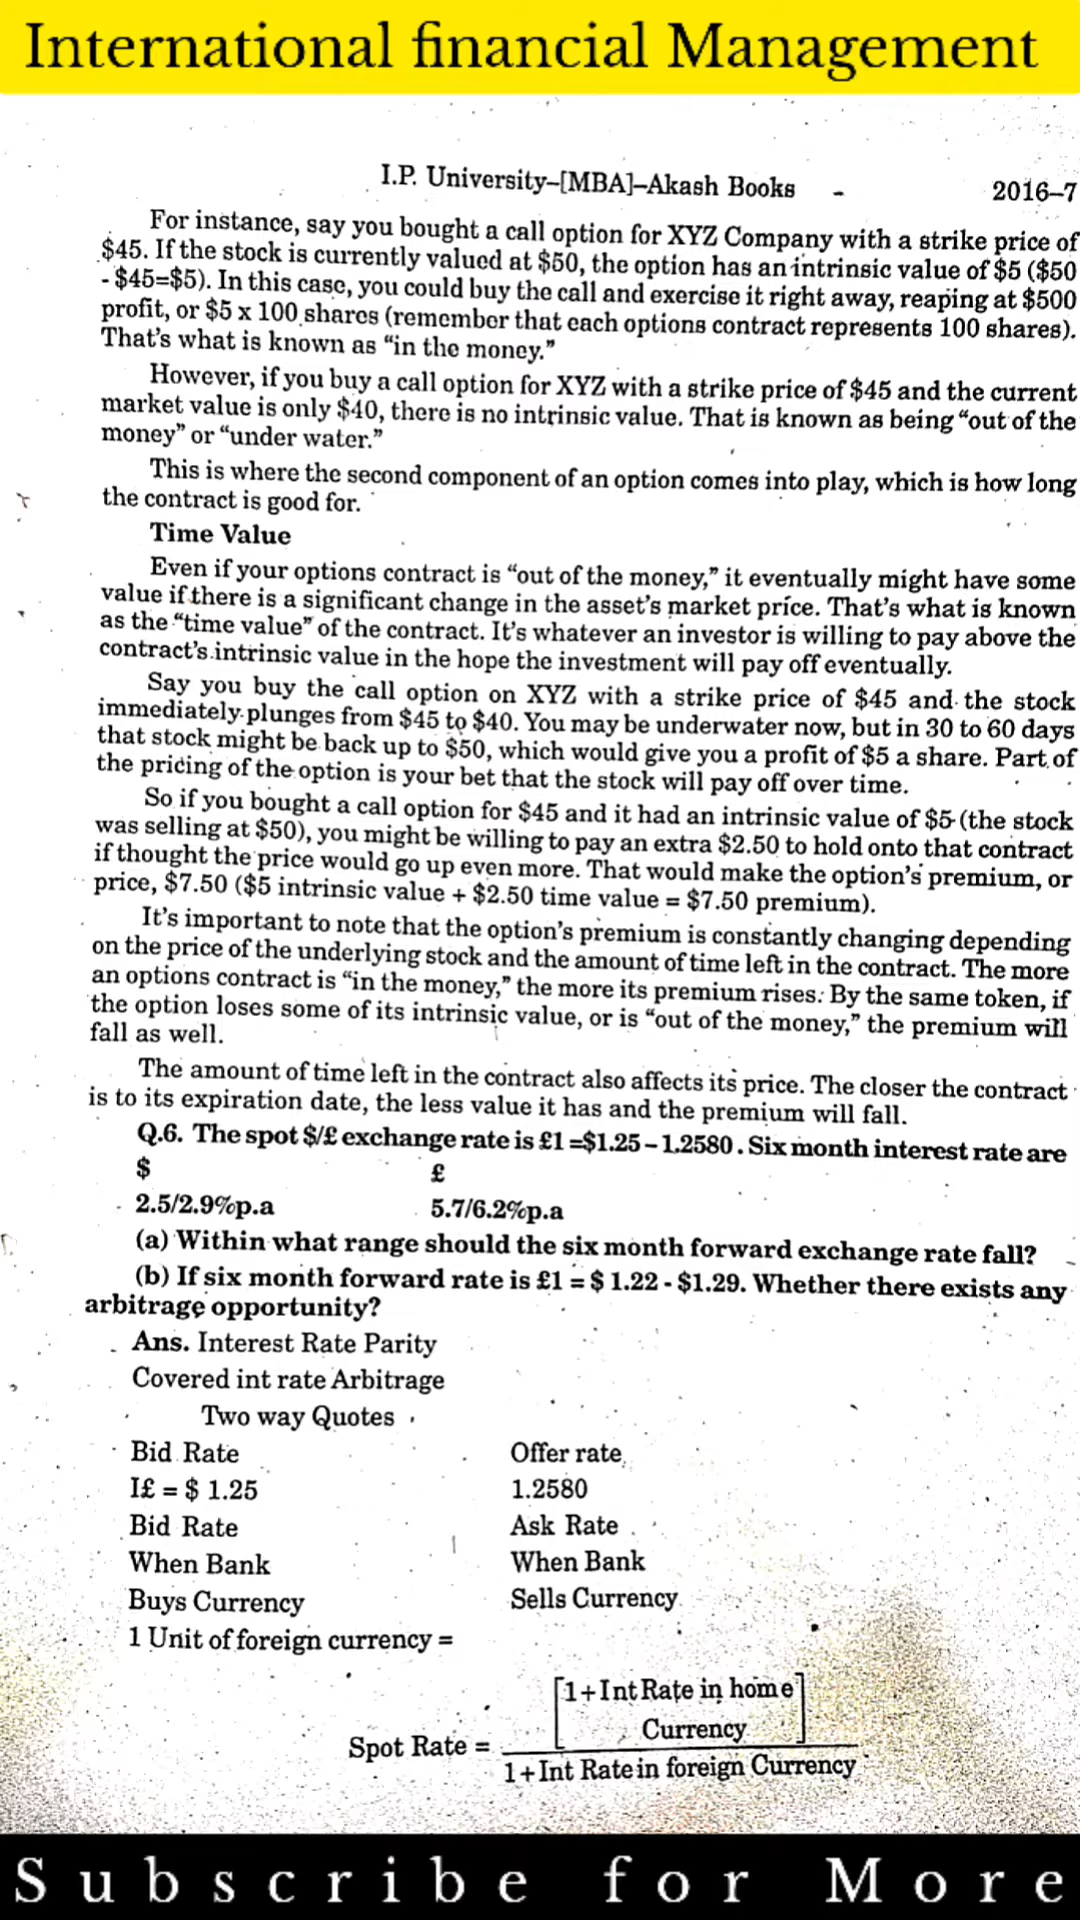 International financial Management
I.P. University–[MBA]–Akash Books - 2016–7
For instance, say you bought a call option for XYZ Company with a strike price of
$45. If the stock is currently valued at $50, the option has an intrinsic value of $5 ($50
- $45=$5). In this case, you could buy the call and exercise it right away, reaping at $500
profit, or $5 x 100 shares (remember that each options contract represents 100 shares).
That's what is known as “in the money.”
However, if you buy a call option for XYZ with a strike price of $45 and the current
market value is only $40, there is no intrinsic value. That is known as being “out of the
money” or “under water.”
This is where the second component of an option comes into play, which is how long
the contract is good for.
Time Value
Even if your options contract is “out of the money,” it eventually might have some
value if there is a significant change in the asset's market price. That's what is known
as the “time value” of the contract. It's whatever an investor is willing to pay above the
contract's intrinsic value in the hope the investment will pay off eventually.
Say you buy the call option on XYZ with a strike price of $45 and the stock
immediately plunges from $45 to $40. You may be underwater now, but in 30 to 60 days
that stock might be back up to $50, which would give you a profit of $5 a share. Part of
the pricing of the option is your bet that the stock will pay off over time.
So if you bought a call option for $45 and it had an intrinsic value of $5 (the stock
was selling at $50), you might be willing to pay an extra $2.50 to hold onto that contract
if thought the price would go up even more. That would make the option's premium, or
price, $7.50 ($5 intrinsic value + $2.50 time value = $7.50 premium).
It's important to note that the option's premium is constantly changing depending
on the price of the underlying stock and the amount of time left in the contract. The more
an options contract is “in the money,” the more its premium rises. By the same token, if
the option loses some of its intrinsic value, or is “out of the money,” the premium will
fall as well.
The amount of time left in the contract also affects its price. The closer the contract
is to its expiration date, the less value it has and the premium will fall.
Q.6. The spot $/£ exchange rate is £1 =$1.25 – 1.2580. Six month interest rate are
$ £
2.5/2.9%p.a 5.7/6.2%p.a
(a) Within what range should the six month forward exchange rate fall?
(b) If six month forward rate is £1 = $ 1.22 - $1.29. Whether there exists any
arbitrage opportunity?
Ans. Interest Rate Parity
Covered int rate Arbitrage
Two way Quotes
Bid Rate Offer rate
I£ = $ 1.25 1.2580
Bid Rate Ask Rate
When Bank When Bank
Buys Currency Sells Currency
1 Unit of foreign currency =
[1+Int Rate in home
Currency]
Spot Rate =
1+Int Rate in foreign Currency
Subscribe for More